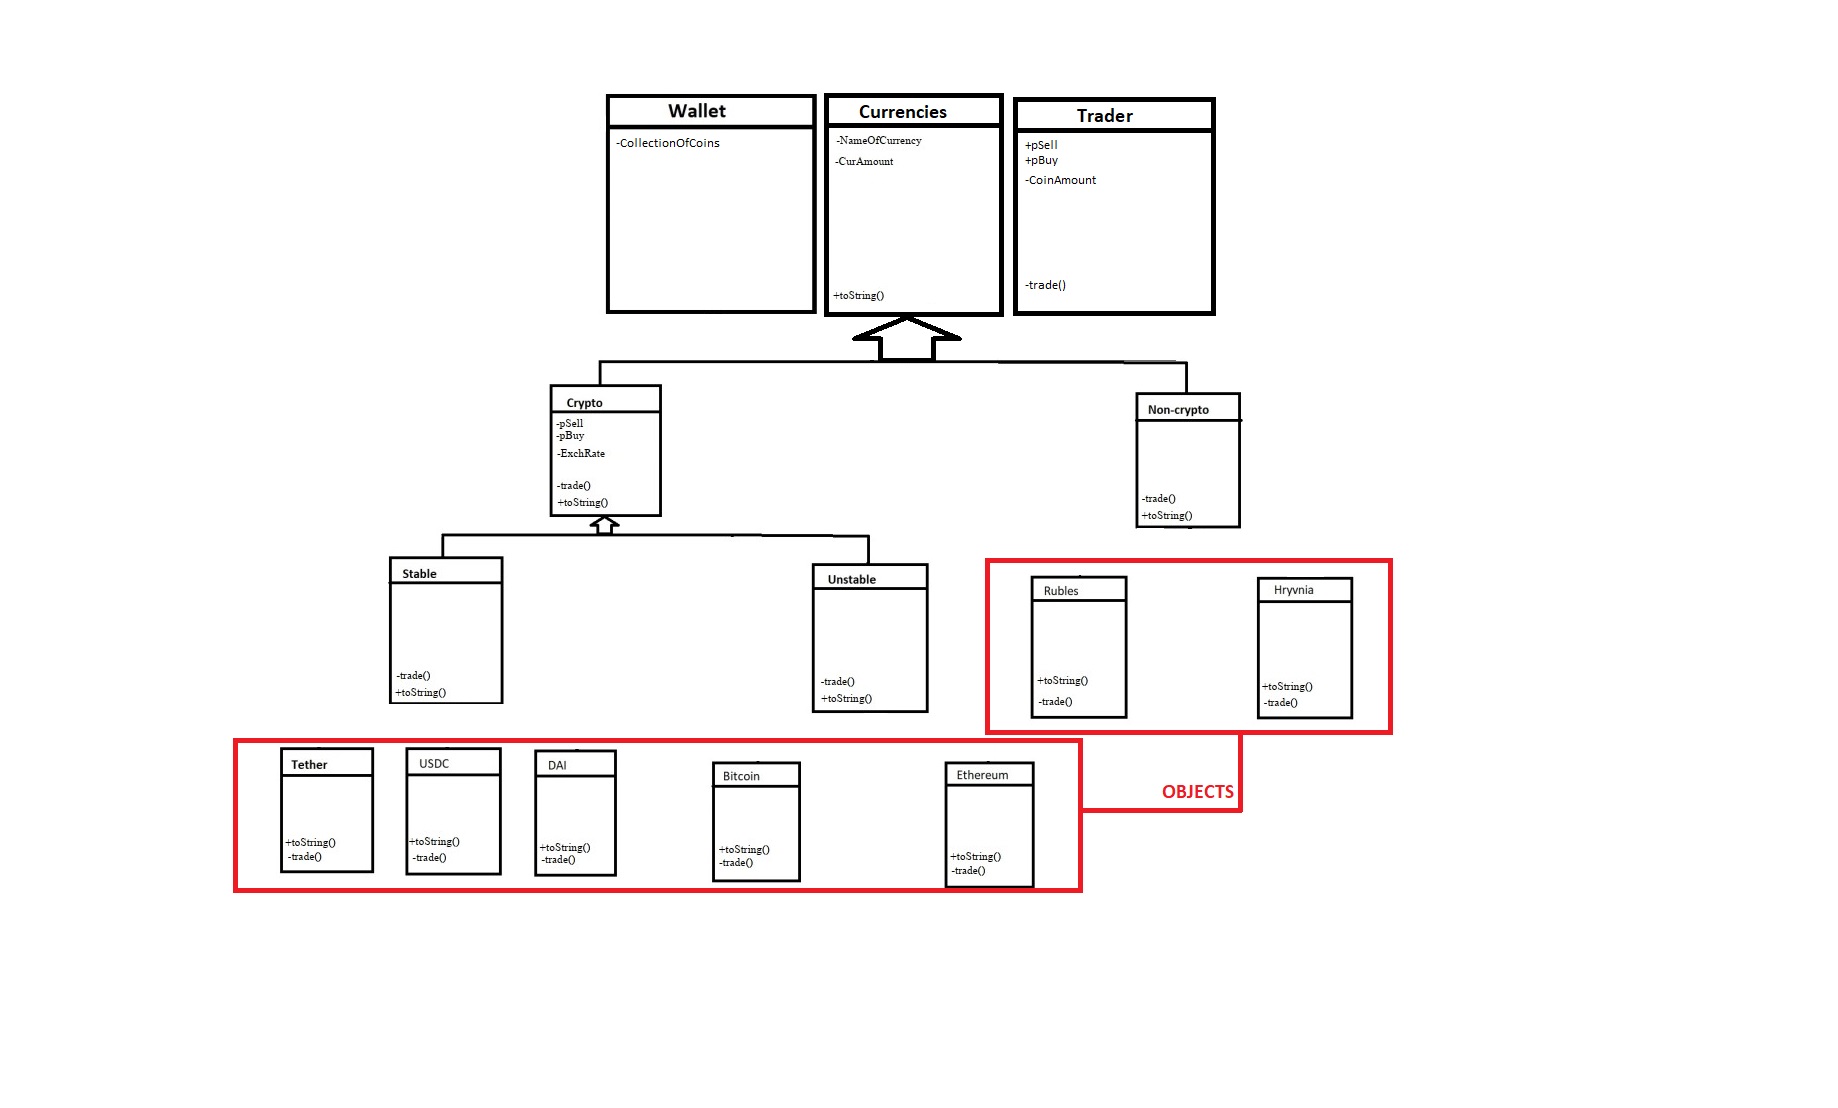 Wallet
-CollectionOfCoins
Currencies
-NameOfCurrency
-CurAmount
+toString()
Trader
+pSell
+pBuy
-CoinAmount
-trade()
Crypto
-pSell
-pBuy
-ExchRate
-trade()
+toString()
Non-crypto
-trade()
+toString()
Stable
-trade()
+toString()
Unstable
-trade()
+toString()
Rubles
+toString()
-trade()
Hryvnia
+toString()
-trade()
Tether
+toString()
-trade()
USDC
+toString()
-trade()
DAI
+toString()
-trade()
Bitcoin
+toString()
-trade()
Ethereum
+toString()
-trade()
OBJECTS